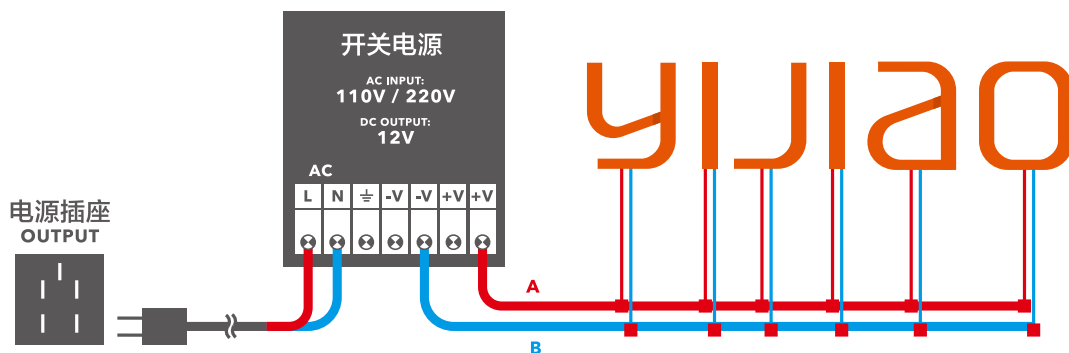 开关电源
AC INPUT:
110V / 220V
DC OUTPUT:
12V
AC
L N ⏚ -V -V +V +V
电源插座
OUTPUT
YIJIAO
A
B